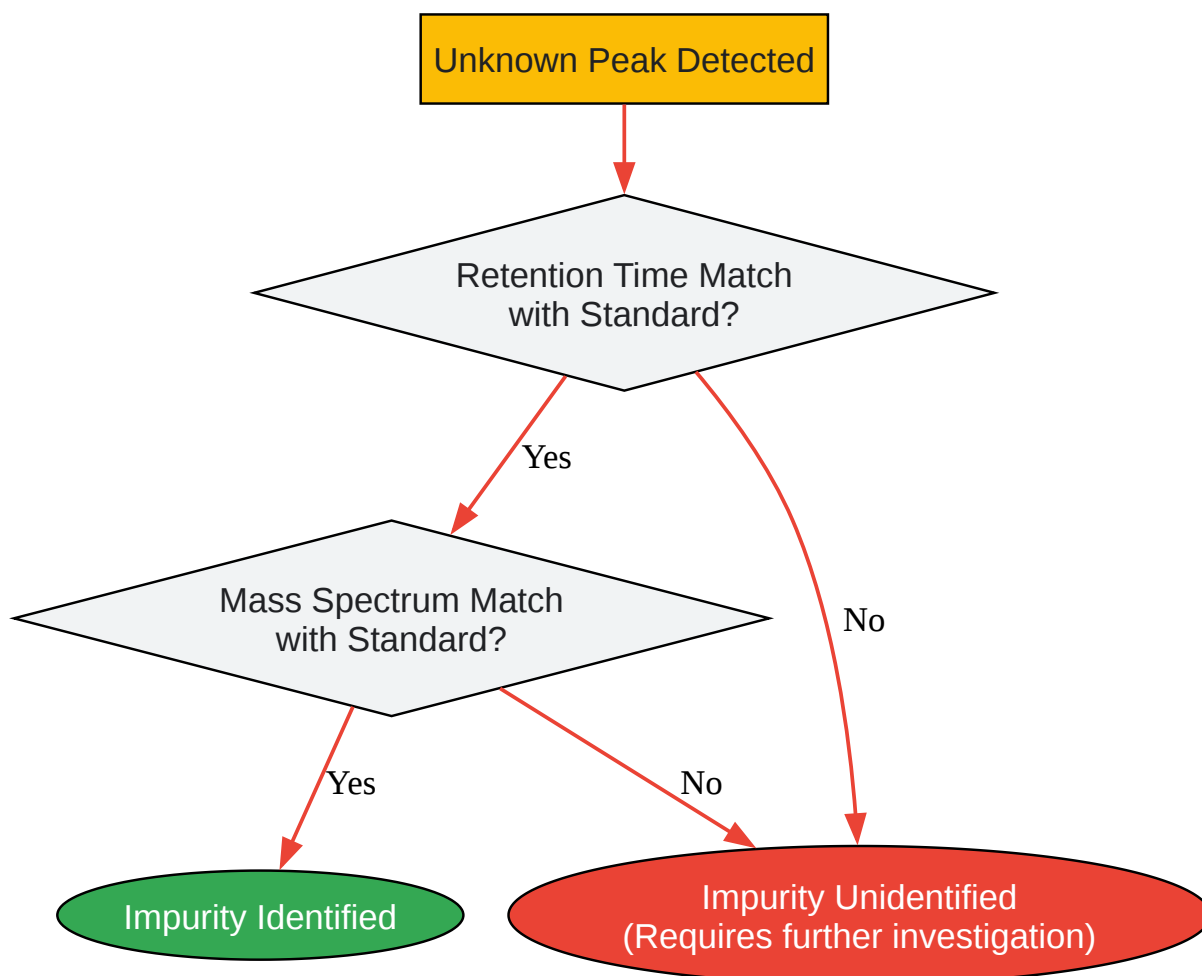 Unknown Peak Detected
Retention Time Match
with Standard?
Yes
No
Mass Spectrum Match
with Standard?
Yes
No
Impurity Identified
Impurity Unidentified
(Requires further investigation)